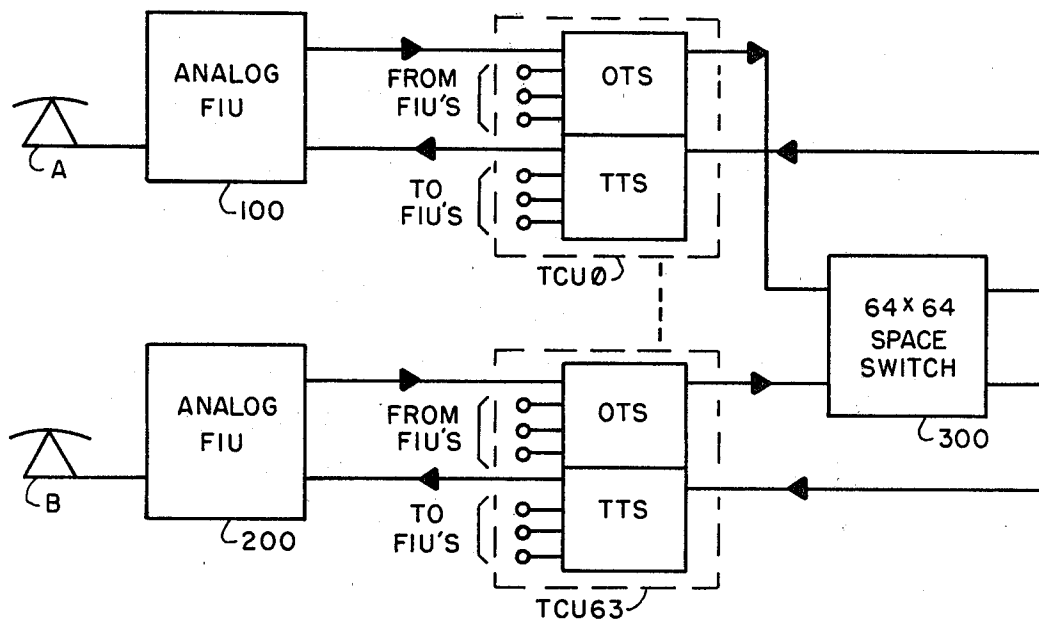 ANALOG
FIU
A
100
FROM
FIU'S
TO
FIU'S
OTS
TTS
TCUØ
64 x 64
SPACE
SWITCH
300
ANALOG
FIU
B
200
FROM
FIU'S
TO
FIU'S
OTS
TTS
TCU63